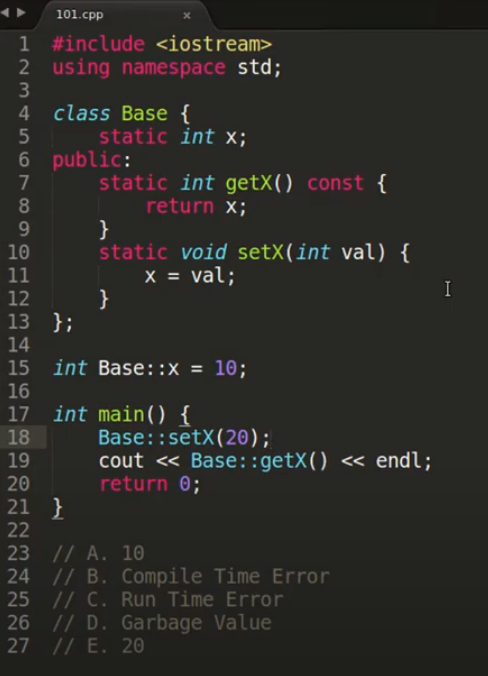 101.cpp ×
1 #include <iostream>
2 using namespace std;
3
4 class Base {
5     static int x;
6 public:
7     static int getX() const {
8         return x;
9     }
10     static void setX(int val) {
11         x = val;
12     }
13 };
14
15 int Base::x = 10;
16
17 int main() {
18     Base::setX(20);
19     cout << Base::getX() << endl;
20     return 0;
21 }
22
23 // A. 10
24 // B. Compile Time Error
25 // C. Run Time Error
26 // D. Garbage Value
27 // E. 20